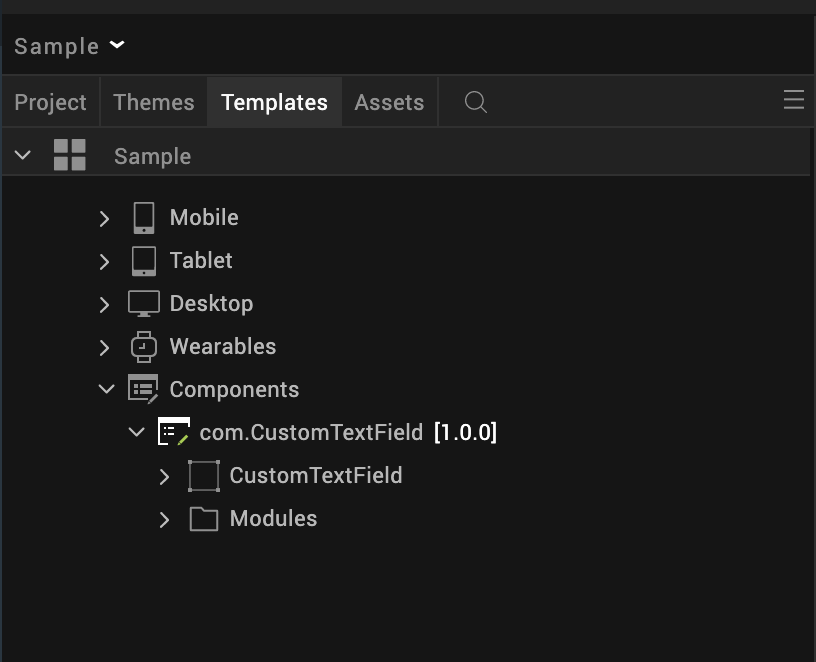 Sample
Project Themes Templates Assets
Sample
Mobile
Tablet
Desktop
Wearables
Components
com.CustomTextField [1.0.0]
CustomTextField
Modules